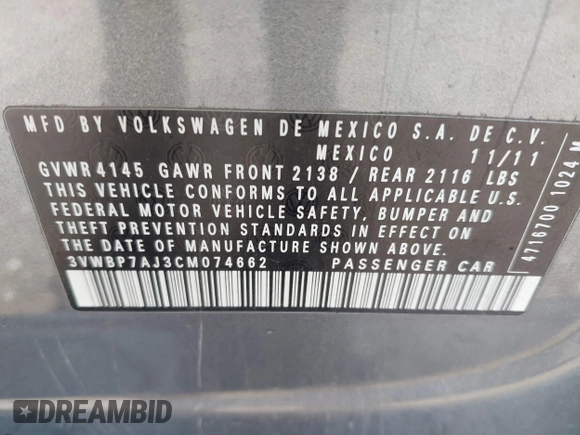 MFD BY VOLKSWAGEN DE MEXICO S.A. DE C.V.
MEXICO 11/11
GVWR 4145 GAWR FRONT 2138 / REAR 2116 LBS
THIS VEHICLE CONFORMS TO ALL APPLICABLE U.S.
FEDERAL MOTOR VEHICLE SAFETY, BUMPER AND
THEFT PREVENTION STANDARDS IN EFFECT ON
THE DATE OF MANUFACTURE SHOWN ABOVE.
3VWBP7AJ3CM074662 PASSENGER CAR
4716700 1024 M
DREAMBID